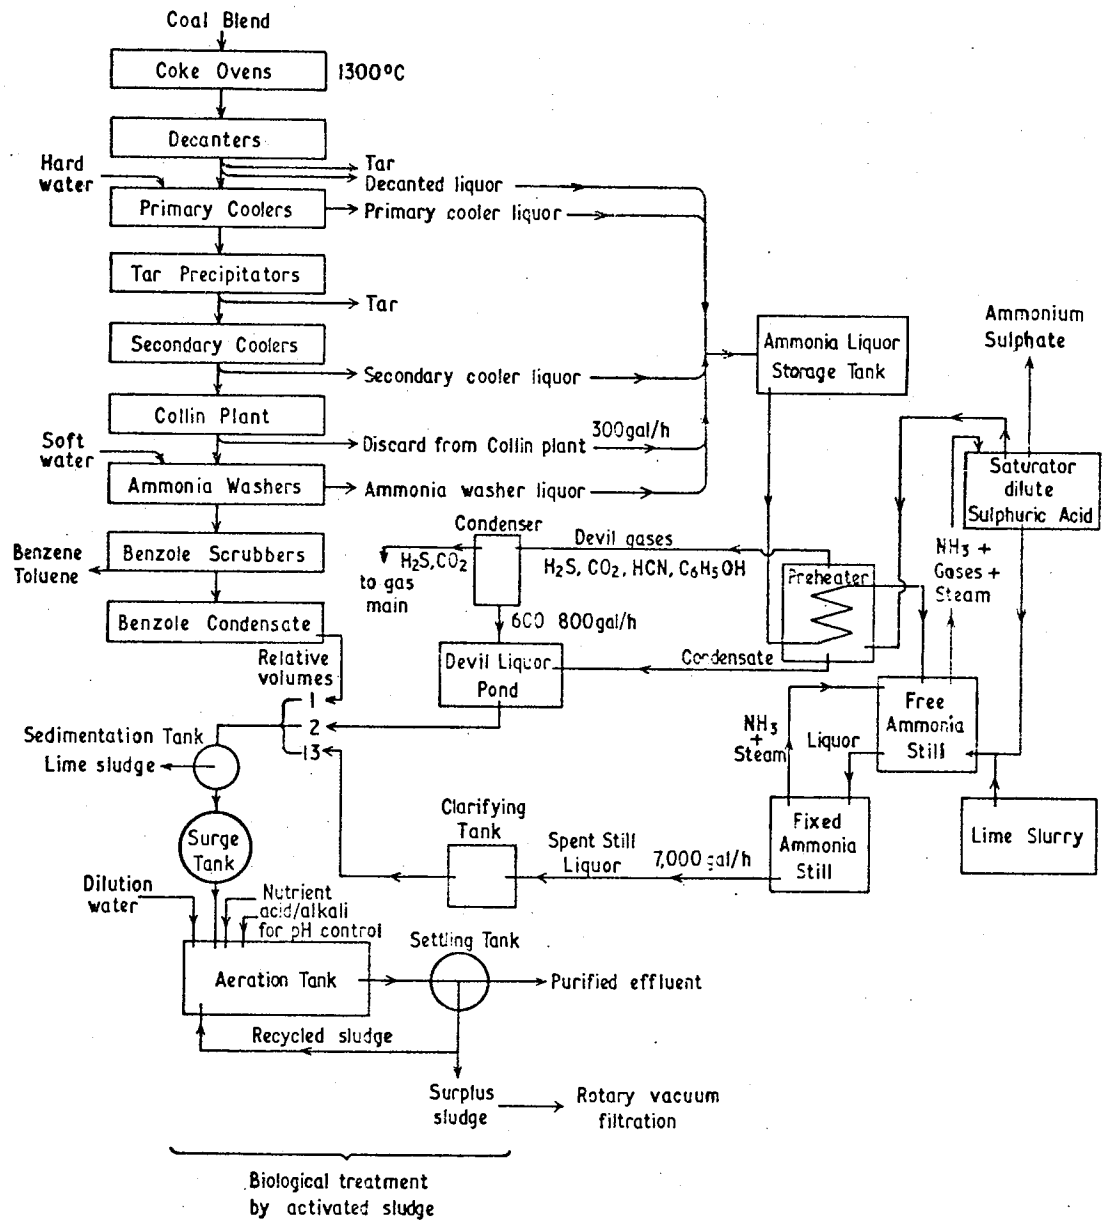 Coal Blend
Coke Ovens
1300°C
Decanters
Hard
water
Tar
Decanted liquor
Primary Coolers
Primary cooler liquor
Tar Precipitators
Tar
Secondary Coolers
Secondary cooler liquor
Collin Plant
Soft
water
Discard from Collin plant
300gal/h
Ammonia Washers
Ammonia washer liquor
Benzole Scrubbers
Benzene
Toluene
Benzole Condensate
Ammonia Liquor
Storage Tank
Ammonium
Sulphate
Saturator
dilute
Sulphuric Acid
NH3 +
Gases +
Steam
Condenser
Devil gases
H2S, CO2, HCN, C6H5OH
H2S, CO2
to gas
main
Preheater
600 800gal/h
Devil Liquor
Pond
Condensate
Relative
volumes
1
2
13
Free
Ammonia
Still
NH3
+
Steam
Liquor
Sedimentation Tank
Lime sludge
Surge
Tank
Clarifying
Tank
Spent Still
Liquor
7,000 gal/h
Fixed
Ammonia
Still
Lime Slurry
Dilution
water
Nutrient
acid/alkali
for pH control
Settling Tank
Aeration Tank
Purified effluent
Recycled sludge
Surplus
sludge
Rotary vacuum
filtration
Biological treatment
by activated sludge